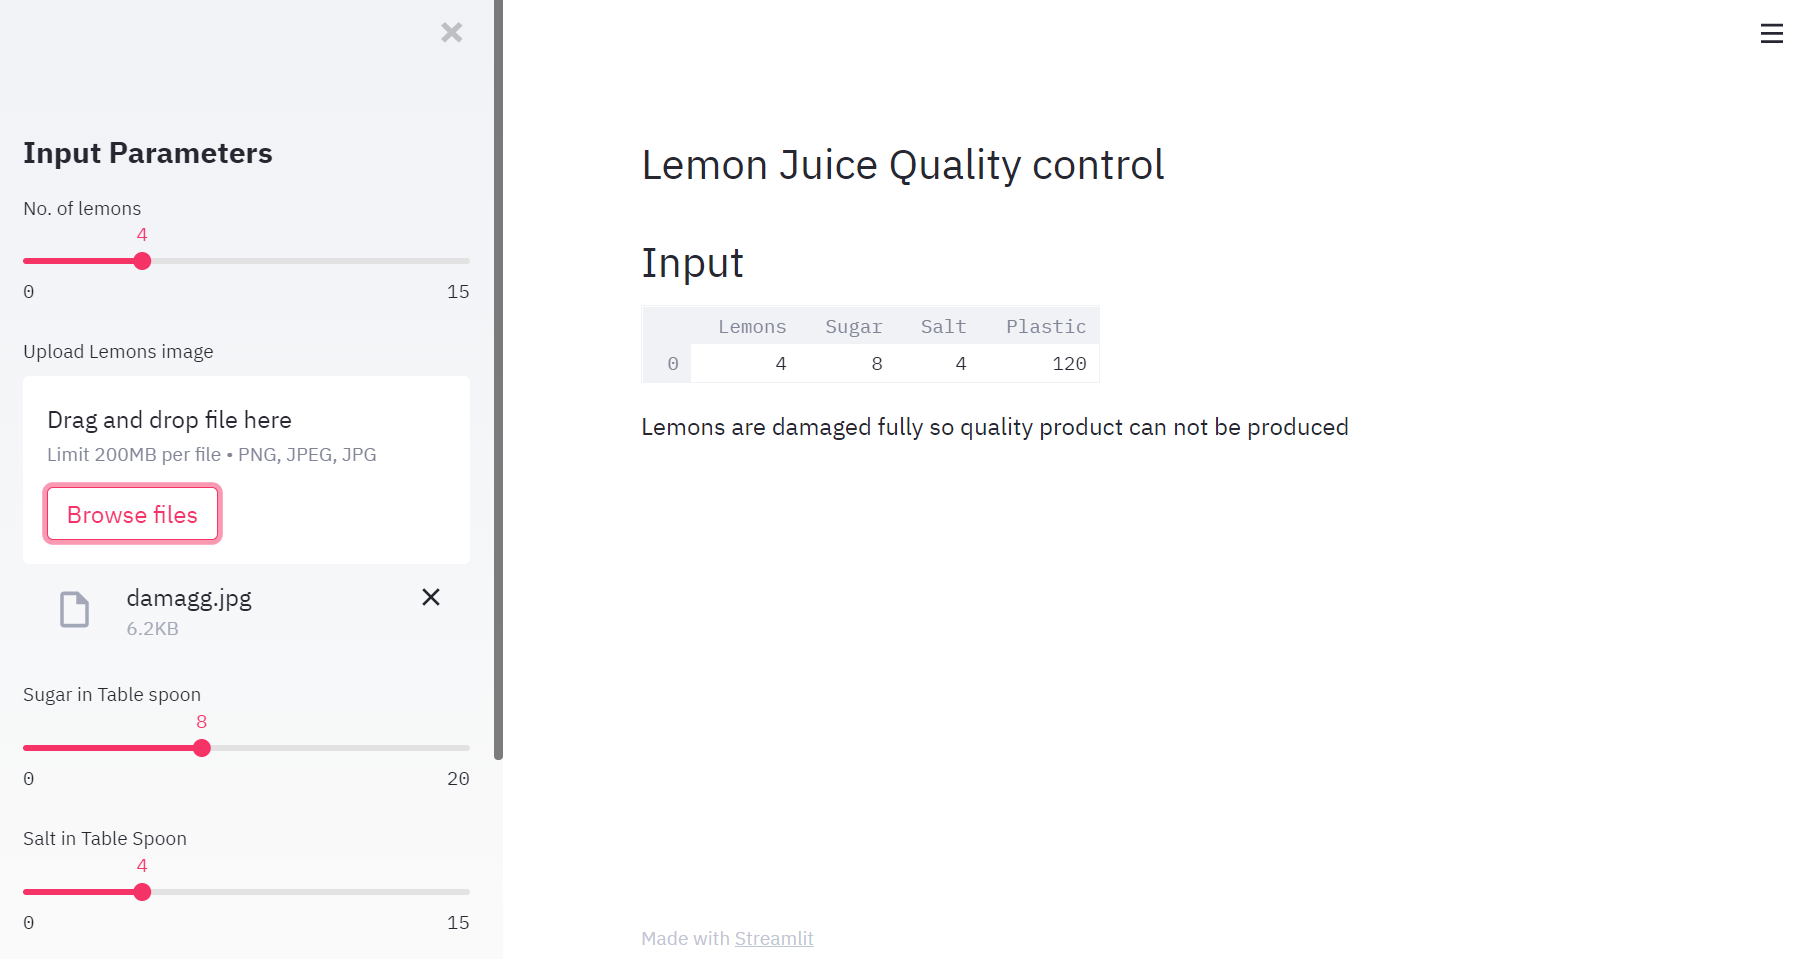 Input Parameters
No. of lemons
4
0 15
Upload Lemons image
Drag and drop file here
Limit 200MB per file • PNG, JPEG, JPG
Browse files
damagg.jpg
6.2KB
Sugar in Table spoon
8
0 20
Salt in Table Spoon
4
0 15
Lemon Juice Quality control
Input
Lemons Sugar Salt Plastic
0 4 8 4 120
Lemons are damaged fully so quality product can not be produced
Made with Streamlit